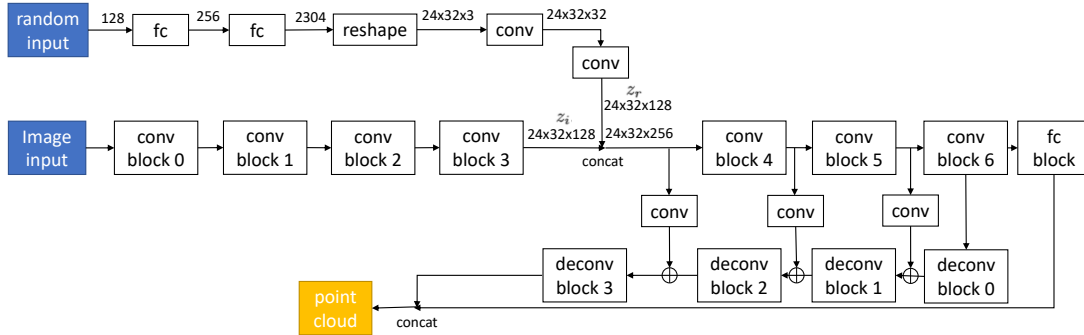 random
input
128
fc
256
fc
2304
reshape
24x32x3
conv
24x32x32
conv
z_r
24x32x128
Image
input
conv
block 0
conv
block 1
conv
block 2
conv
block 3
z_i
24x32x128
24x32x256
concat
conv
block 4
conv
block 5
conv
block 6
fc
block
conv
conv
conv
deconv
block 3
deconv
block 2
deconv
block 1
deconv
block 0
point
cloud
concat